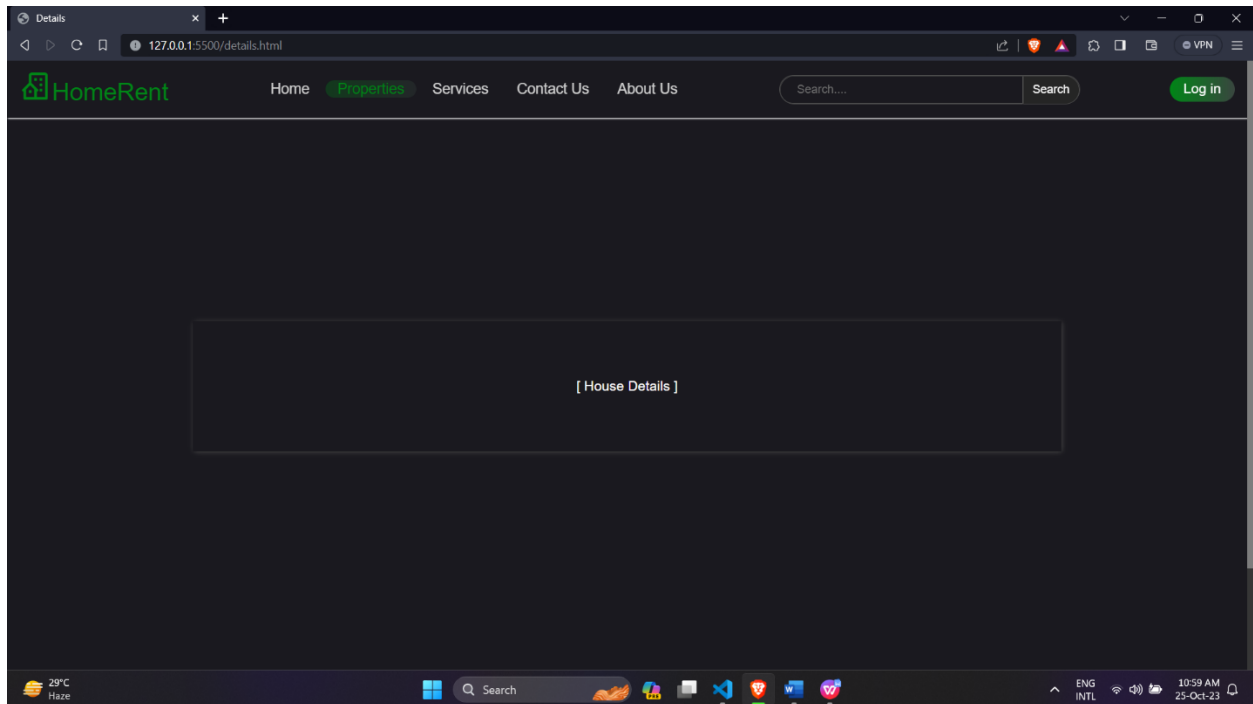 Details
127.0.0.1:5500/details.html
VPN
HomeRent
Home Properties Services Contact Us About Us
Search....
Search
Log in
[ House Details ]
29°C
Haze
Search
ENG
INTL
10:59 AM
25-Oct-23